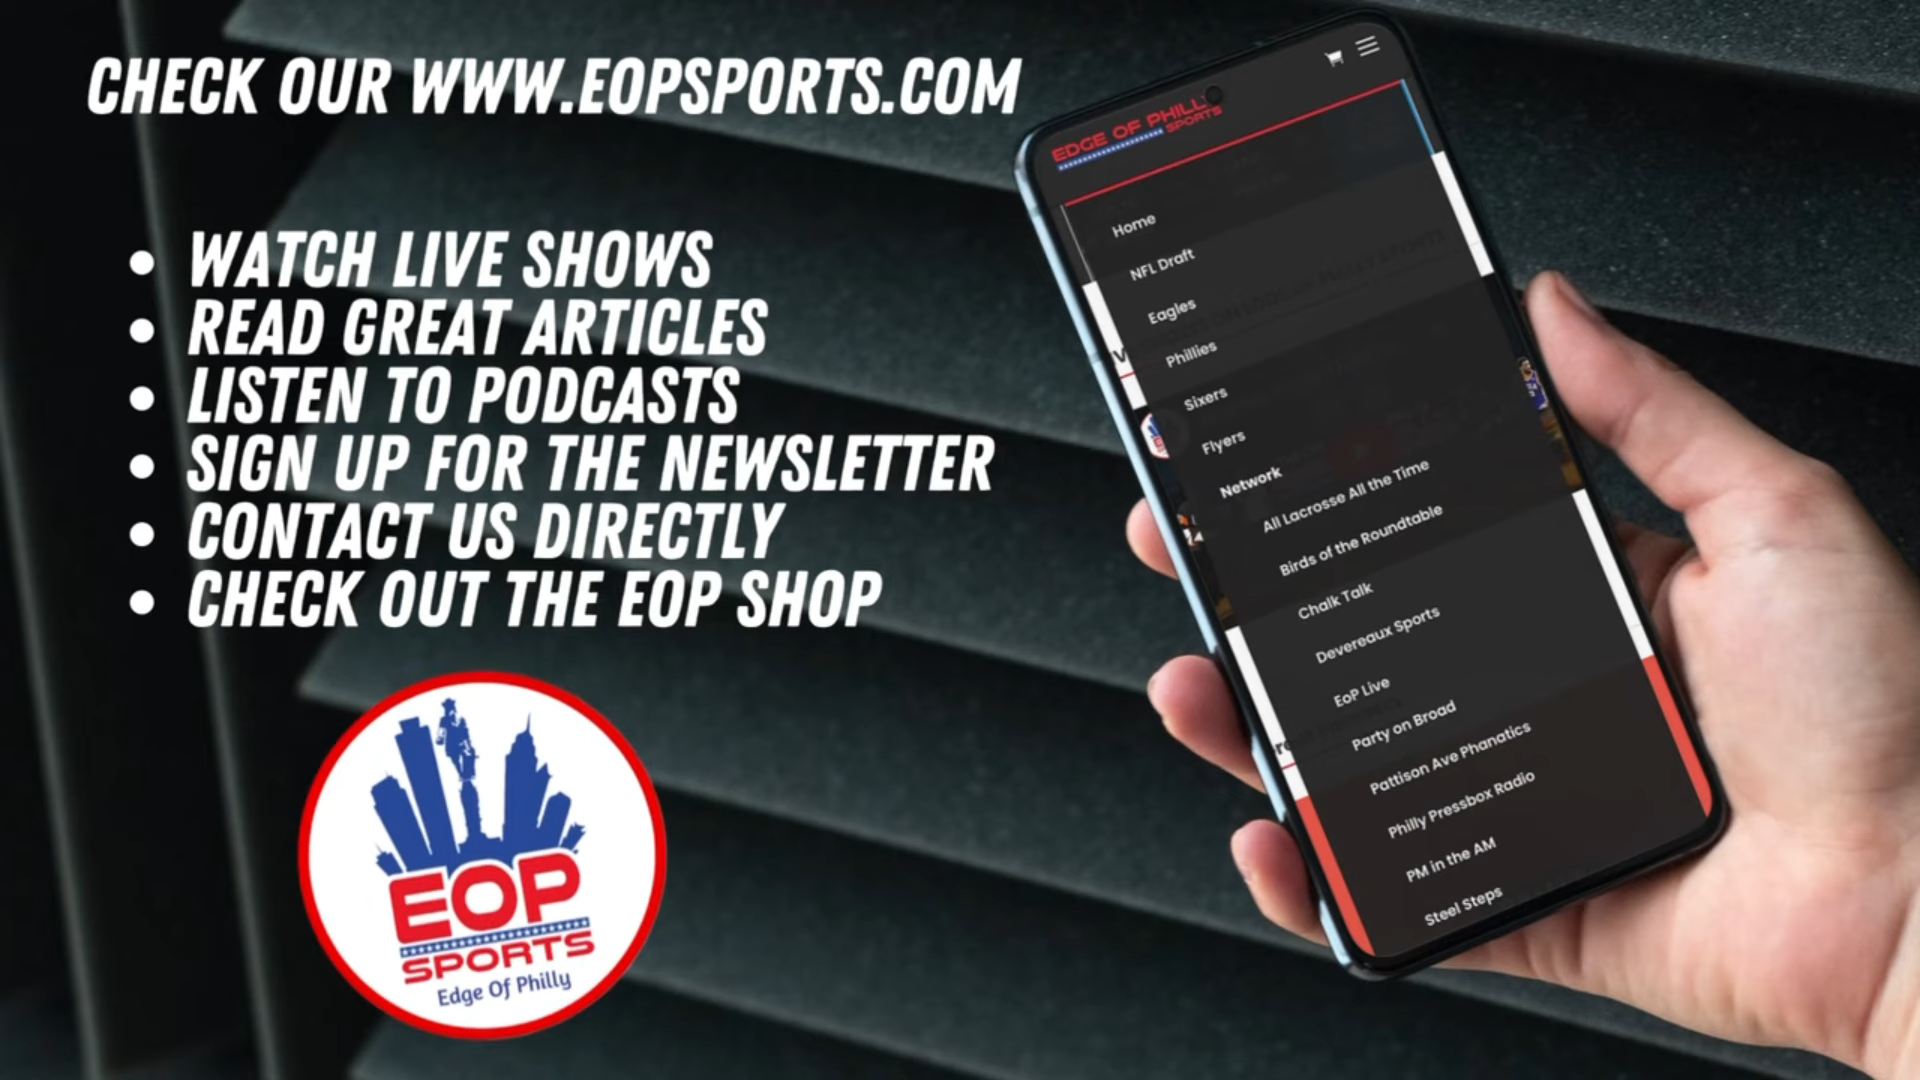 CHECK OUR WWW.EOPSPORTS.COM
• WATCH LIVE SHOWS
• READ GREAT ARTICLES
• LISTEN TO PODCASTS
• SIGN UP FOR THE NEWSLETTER
• CONTACT US DIRECTLY
• CHECK OUT THE EOP SHOP
EOP
SPORTS
Edge Of Philly
EDGE OF PHILLY
SPORTS
Home
NFL Draft
Eagles
Phillies
Sixers
Flyers
Network
All Lacrosse All the Time
Birds of the Roundtable
Chalk Talk
Devereaux Sports
EoP Live
Party on Broad
Pattison Ave Phanatics
Philly Pressbox Radio
PM in the AM
Steel Steps